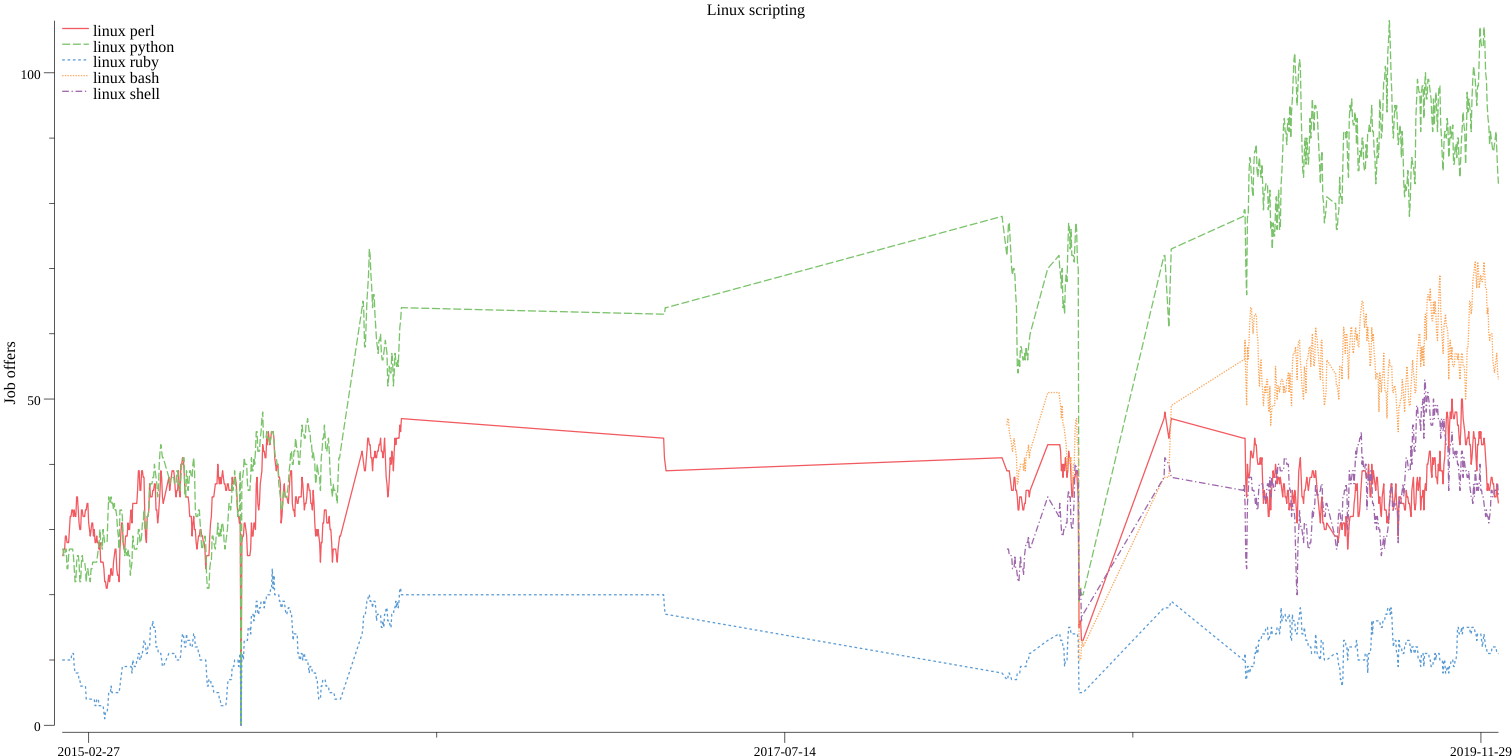 Linux scripting
linux perl
linux python
linux ruby
linux bash
linux shell
100
50
0
Job offers
2015-02-27
2017-07-14
2019-11-29